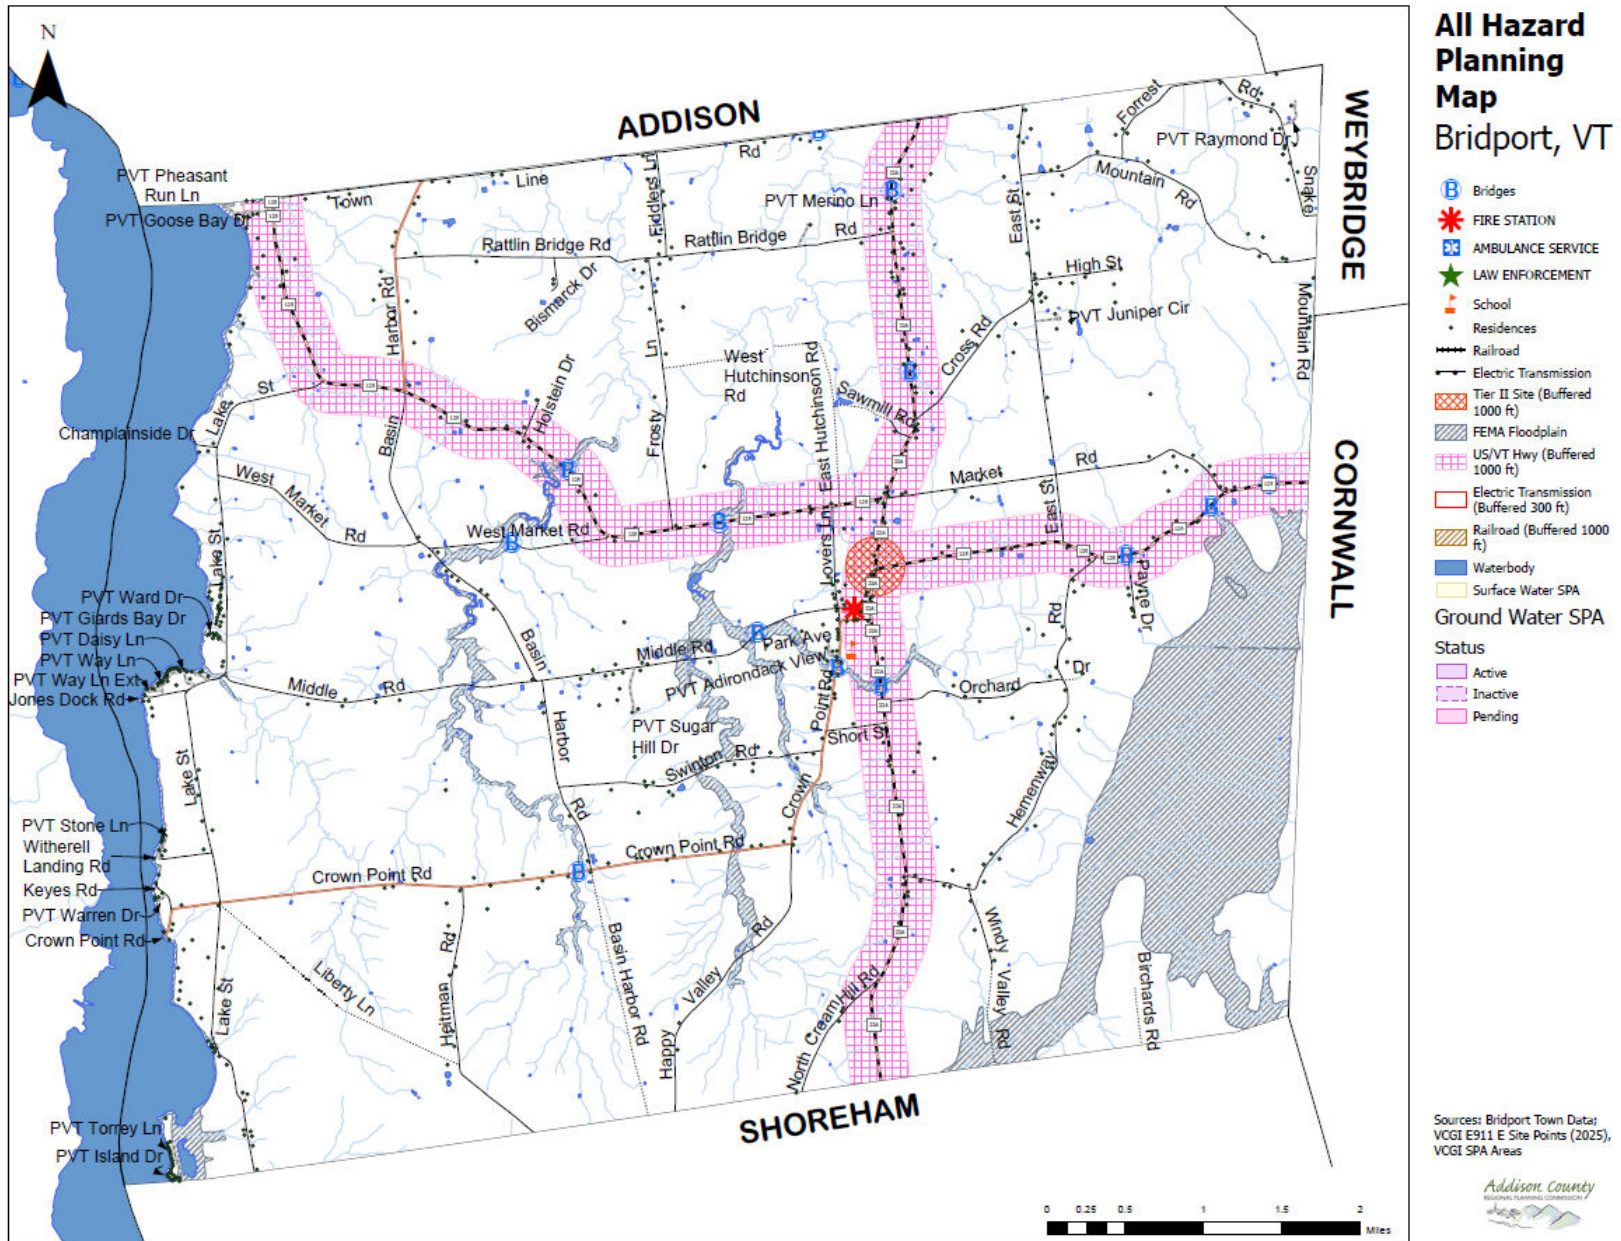 All Hazard
Planning
Map
Bridport, VT
B Bridges
FIRE STATION
AMBULANCE SERVICE
LAW ENFORCEMENT
School
Residences
Railroad
Electric Transmission
Tier II Site (Buffered
1000 ft)
FEMA Floodplain
US/VT Hwy (Buffered
1000 ft)
Electric Transmission
(Buffered 300 ft)
Railroad (Buffered 1000
ft)
Waterbody
Surface Water SPA
Ground Water SPA
Status
Active
Inactive
Pending
Sources: Bridport Town Data;
VCGI E911 E Site Points (2025),
VCGI SPA Areas
Addison County
REGIONAL PLANNING COMMISSION
N
ADDISON
WEYBRIDGE
CORNWALL
SHOREHAM
PVT Pheasant
Run Ln
PVT Goose Bay Dr
Town
Line
Rd
Fiddlers Ln
PVT Merino Ln
Rattlin Bridge Rd
Rattlin Bridge
Rd
Bismarck Dr
Harbor Rd
East St
Forrest
Rd
PVT Raymond Dr
Mountain
Rd
Snake
High St
PVT Juniper Cir
Mountain Rd
Cross Rd
West
Hutchinson
Rd
East Hutchinson Rd
Sawmill Rd
Ln
Frosty
Holstein Dr
Basin
Lake
St
Champlainside Dr
West
Market
Rd
West Market Rd
Market
Rd
East St
Lovers Ln
Payne Dr
Rd
Lake St
PVT Ward Dr
PVT Giards Bay Dr
PVT Daisy Ln
PVT Way Ln
PVT Way Ln Ext
Jones Dock Rd
Middle
Rd
Basin
Middle Rd
Park Ave
PVT Adirondack View
Point Rd
Orchard
Dr
Harbor
PVT Sugar
Hill Dr
Short St
Swinton
Rd
Crown
Hemenway
Lake St
Rd
PVT Stone Ln
Witherell
Landing Rd
Keyes Rd
PVT Warren Dr
Crown Point Rd
Crown Point Rd
Crown Point Rd
Liberty Ln
Heitman
Rd
Basin Harbor Rd
Valley
Rd
Happy
North Cream Hill Rd
Windy
Valley
Rd
Birchards Rd
Lake St
PVT Torrey Ln
PVT Island Dr
0 0.25 0.5 1 1.5 2
Miles